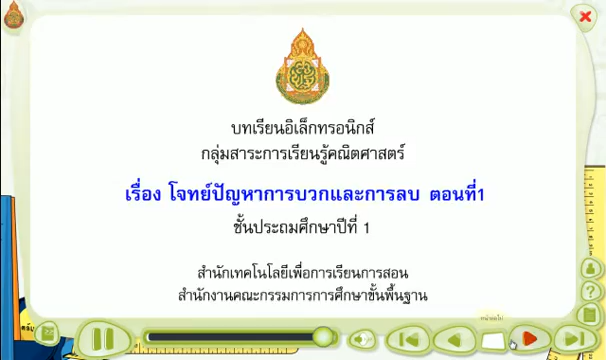 บทเรียนอิเล็กทรอนิกส์
กลุ่มสาระการเรียนรู้คณิตศาสตร์
เรื่อง โจทย์ปัญหาการบวกและการลบ ตอนที่1
ชั้นประถมศึกษาปีที่ 1
สำนักเทคโนโลยีเพื่อการเรียนการสอน
สำนักงานคณะกรรมการการศึกษาขั้นพื้นฐาน
หน้าต่อไป